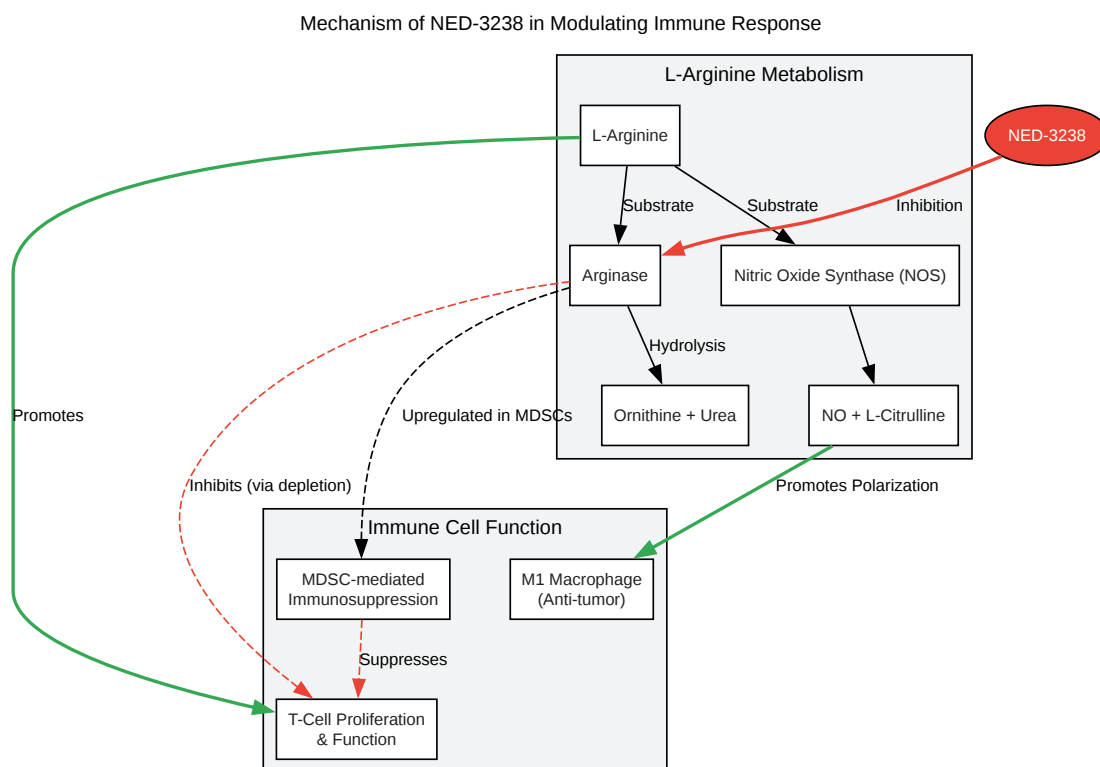 Mechanism of NED-3238 in Modulating Immune Response
L-Arginine Metabolism
L-Arginine
NED-3238
Substrate
Substrate
Inhibition
Arginase
Nitric Oxide Synthase (NOS)
Hydrolysis
Promotes
Upregulated in MDSCs
Ornithine + Urea
NO + L-Citrulline
Inhibits (via depletion)
Promotes Polarization
Immune Cell Function
MDSC-mediated
Immunosuppression
M1 Macrophage
(Anti-tumor)
Suppresses
T-Cell Proliferation
& Function